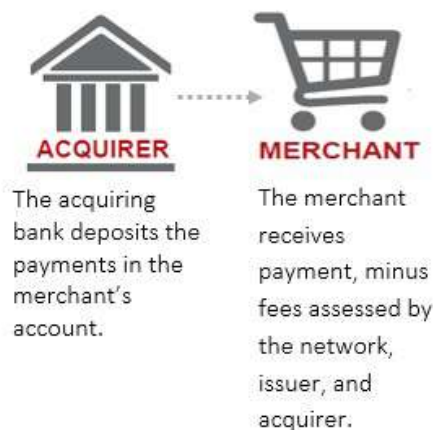 ACQUIRER
The acquiring
bank deposits the
payments in the
merchant's
account.
MERCHANT
The merchant
receives
payment, minus
fees assessed by
the network,
issuer, and
acquirer.